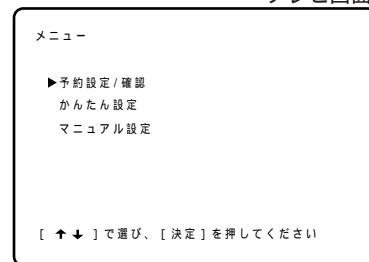 メニュー
▶予約設定/確認
かんたん設定
マニュアル設定
[ ↑↓ ]で選び、[決定]を押してください